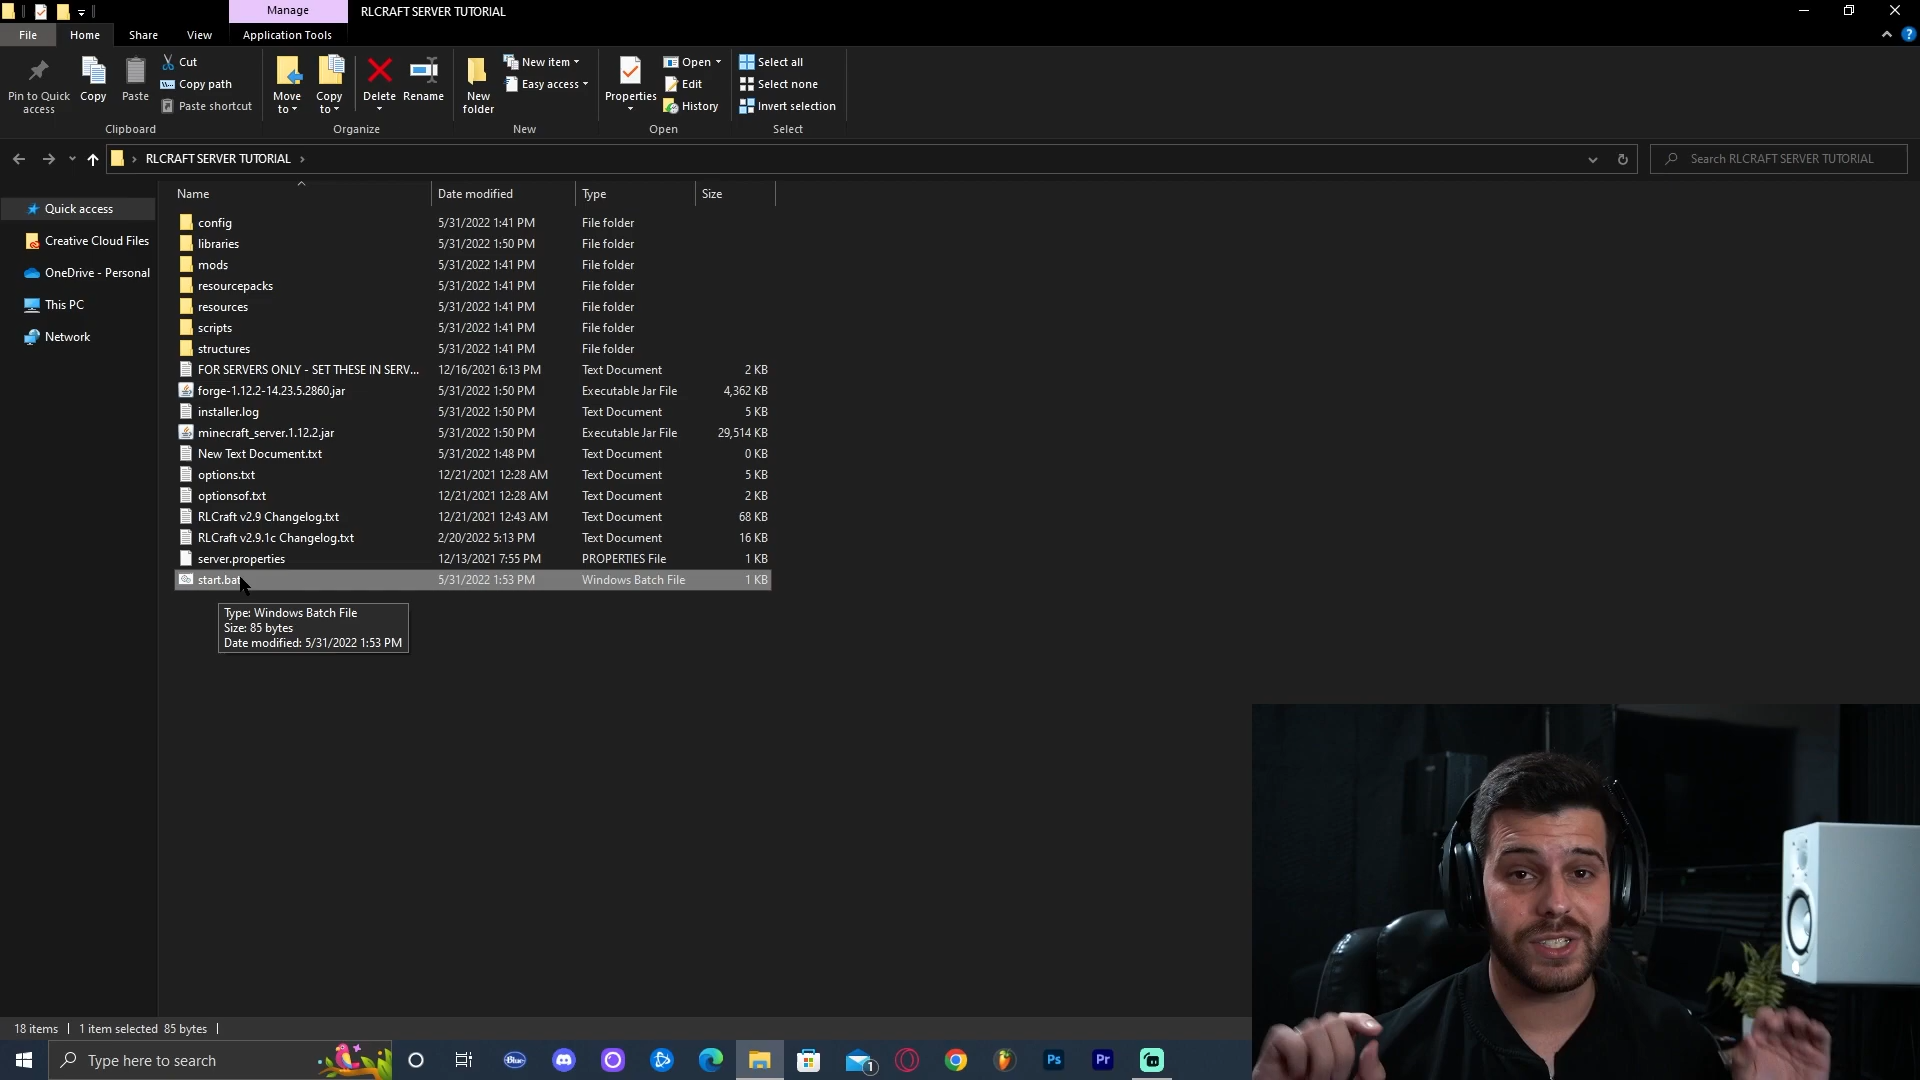 Manage
RLCRAFT SERVER TUTORIAL
File
Home
Share
View
Application Tools
Pin to Quick access
Copy
Paste
Cut
Copy path
Paste shortcut
Clipboard
Move to
Copy to
Delete
Rename
Organize
New folder
New item
Easy access
New
Properties
Open
Edit
History
Open
Select all
Select none
Invert selection
Select
RLCRAFT SERVER TUTORIAL
Search RLCRAFT SERVER TUTORIAL
Quick access
Creative Cloud Files
OneDrive - Personal
This PC
Network
Name Date modified Type Size
config 5/31/2022 1:41 PM File folder
libraries 5/31/2022 1:50 PM File folder
mods 5/31/2022 1:41 PM File folder
resourcepacks 5/31/2022 1:41 PM File folder
resources 5/31/2022 1:41 PM File folder
scripts 5/31/2022 1:41 PM File folder
structures 5/31/2022 1:41 PM File folder
FOR SERVERS ONLY - SET THESE IN SERV... 12/16/2021 6:13 PM Text Document 2 KB
forge-1.12.2-14.23.5.2860.jar 5/31/2022 1:50 PM Executable Jar File 4,362 KB
installer.log 5/31/2022 1:50 PM Text Document 5 KB
minecraft_server.1.12.2.jar 5/31/2022 1:50 PM Executable Jar File 29,514 KB
New Text Document.txt 5/31/2022 1:48 PM Text Document 0 KB
options.txt 12/21/2021 12:28 AM Text Document 5 KB
optionsof.txt 12/21/2021 12:28 AM Text Document 2 KB
RLCraft v2.9 Changelog.txt 12/21/2021 12:43 AM Text Document 68 KB
RLCraft v2.9.1c Changelog.txt 2/20/2022 5:13 PM Text Document 16 KB
server.properties 12/13/2021 7:55 PM PROPERTIES File 1 KB
start.bat 5/31/2022 1:53 PM Windows Batch File 1 KB
Type: Windows Batch File
Size: 85 bytes
Date modified: 5/31/2022 1:53 PM
18 items
1 item selected 85 bytes
Type here to search
Blue
1
Ps
Pr